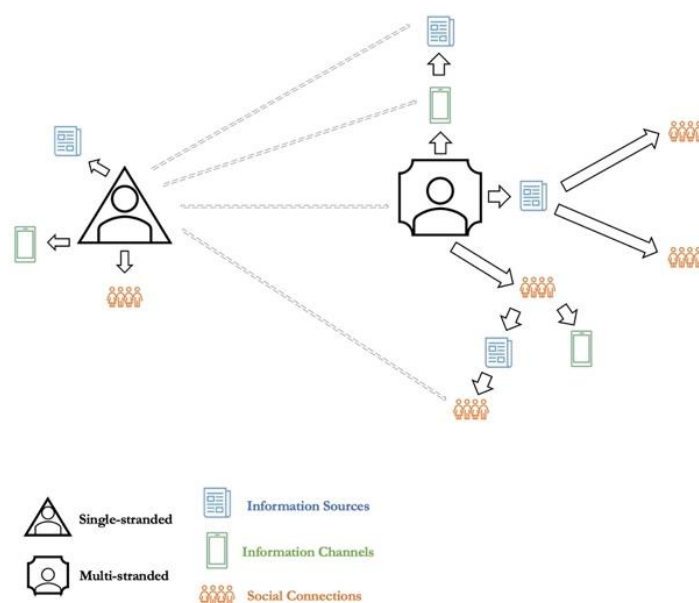 Single-stranded
Multi-stranded
Information Sources
Information Channels
Social Connections